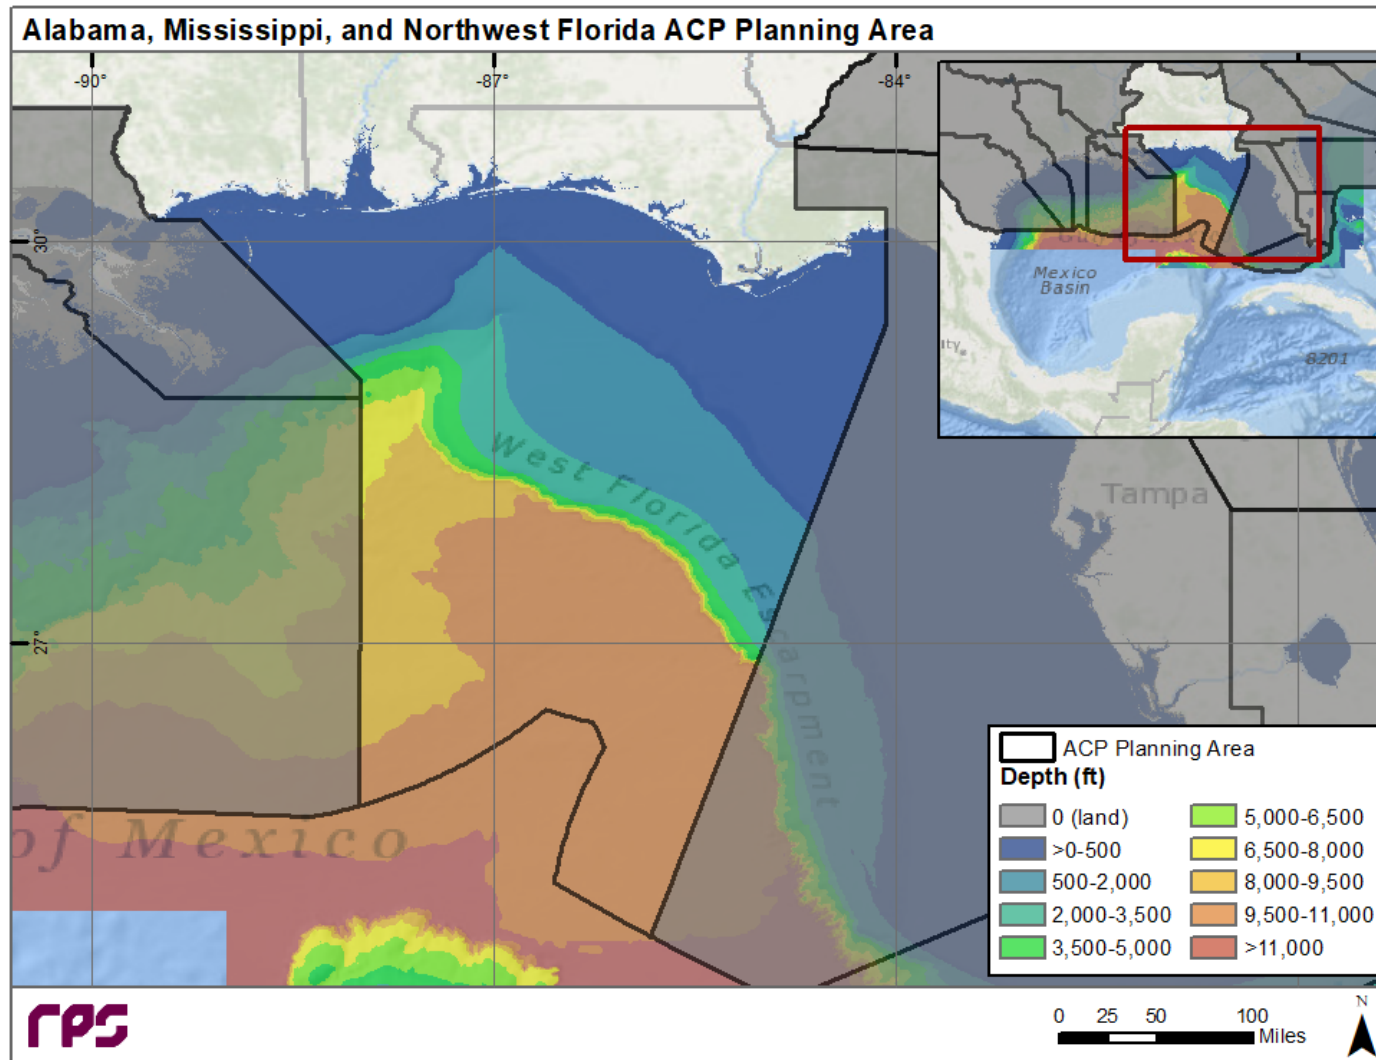 Alabama, Mississippi, and Northwest Florida ACP Planning Area
-90°
-87°
-84°
30°
27°
Mexico
Basin
ity
8201
West Florida Escarpment
Tampa
of Mexico
ACP Planning Area
Depth (ft)
0 (land)
>0-500
500-2,000
2,000-3,500
3,500-5,000
5,000-6,500
6,500-8,000
8,000-9,500
9,500-11,000
>11,000
rps
0 25 50 100
Miles
N